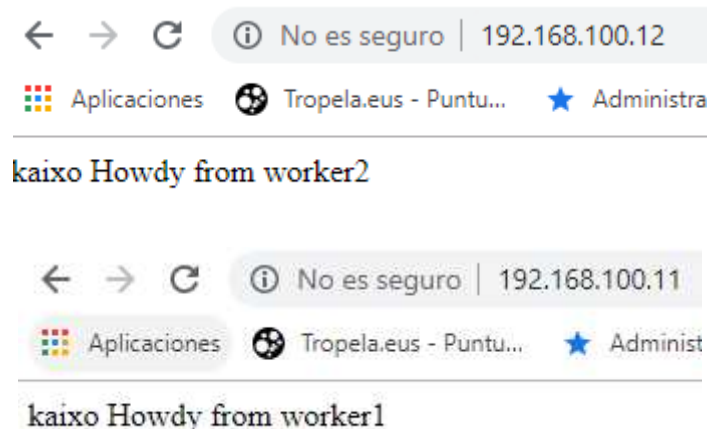 No es seguro | 192.168.100.12
Aplicaciones Tropela.eus - Puntu... Administra
kaixo Howdy from worker2
No es seguro | 192.168.100.11
Aplicaciones Tropela.eus - Puntu... Administ
kaixo Howdy from worker1